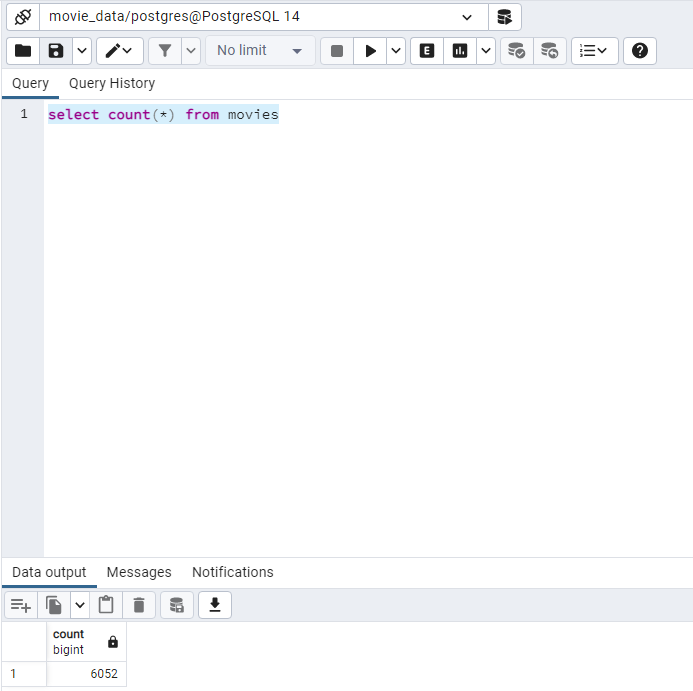 movie_data/postgres@PostgreSQL 14
No limit
E
Query Query History
1 select count(*) from movies
Data output Messages Notifications
count
bigint
1 6052